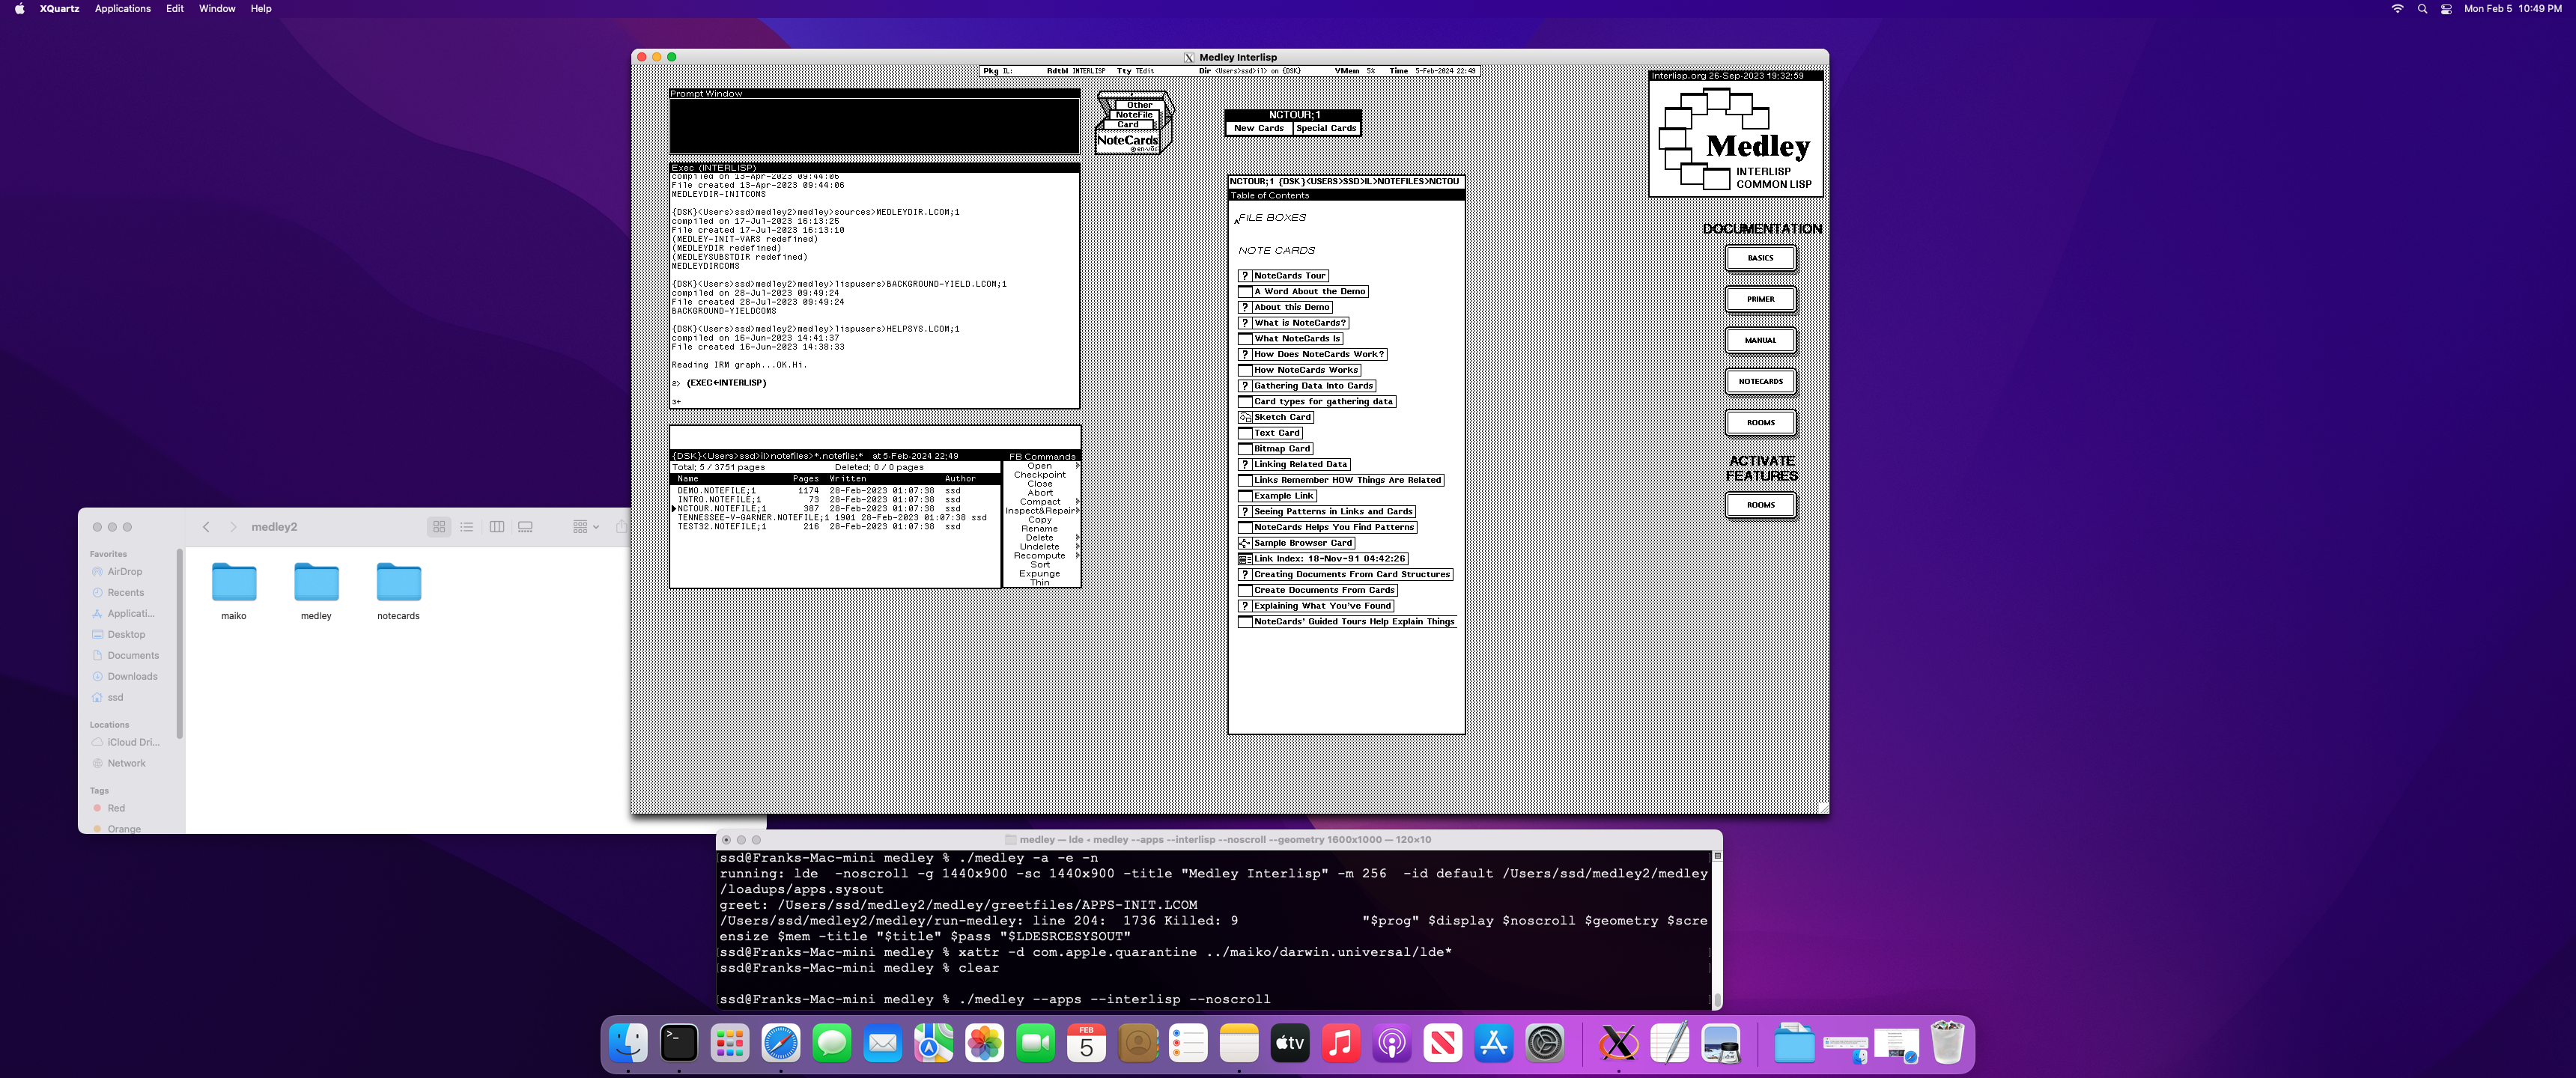 XQuartz Applications Edit Window Help
Mon Feb 5 10:49 PM
Medley Interlisp
Pkg IL: Rdtbl INTERLISP Tty TEdit Dir <Users>ssd>il> on {DSK} VMem 5% Time 5-Feb-2024 22:49
Prompt Window
Other
NoteFile
Card
NoteCards
NCTOUR;1
New Cards Special Cards
Interlisp.org 26-Sep-2023 19:32:59
Medley
INTERLISP
COMMON LISP
Exec (INTERLISP)
compiled on 13-Apr-2023 09:44:06
File created 13-Apr-2023 09:44:06
MEDLEYDIR-INITCOMS
{DSK}<Users>ssd>medley2>medley>sources>MEDLEYDIR.LCOM;1
compiled on 17-Jul-2023 16:13:25
File created 17-Jul-2023 16:13:10
(MEDLEY-INIT-VARS redefined)
(MEDLEYDIR redefined)
(MEDLEYSUBSTDIR redefined)
MEDLEYDIRCOMS
{DSK}<Users>ssd>medley2>medley>lispusers>BACKGROUND-YIELD.LCOM;1
compiled on 28-Jul-2023 09:49:24
File created 28-Jul-2023 09:49:24
BACKGROUND-YIELDCOMS
{DSK}<Users>ssd>medley2>medley>lispusers>HELPSYS.LCOM;1
compiled on 16-Jun-2023 14:41:37
File created 16-Jun-2023 14:38:33
Reading IRM graph...OK.Hi.
2> (EXEC←INTERLISP)
3←
{DSK}<Users>ssd>il>notefiles>*.notefile;* at 5-Feb-2024 22:49
Total: 5 / 3751 pages Deleted: 0 / 0 pages
Name Pages Written Author
DEMO.NOTEFILE;1 1174 28-Feb-2023 01:07:38 ssd
INTRO.NOTEFILE;1 73 28-Feb-2023 01:07:38 ssd
NCTOUR.NOTEFILE;1 387 28-Feb-2023 01:07:38 ssd
TENNESSEE-V-GARNER.NOTEFILE;1 1901 28-Feb-2023 01:07:38 ssd
TEST32.NOTEFILE;1 216 28-Feb-2023 01:07:38 ssd
FB Commands
Open
Checkpoint
Close
Abort
Compact
Inspect&Repair
Copy
Rename
Delete
Undelete
Recompute
Sort
Expunge
Thin
NCTOUR;1 {DSK}<USERS>SSD>IL>NOTEFILES>NCTOU
Table of Contents
FILE BOXES
NOTE CARDS
? NoteCards Tour
A Word About the Demo
? About this Demo
? What is NoteCards?
What NoteCards Is
? How Does NoteCards Work?
How NoteCards Works
? Gathering Data Into Cards
Card types for gathering data
Sketch Card
Text Card
Bitmap Card
? Linking Related Data
Links Remember HOW Things Are Related
Example Link
? Seeing Patterns in Links and Cards
NoteCards Helps You Find Patterns
Sample Browser Card
Link Index: 18-Nov-91 04:42:26
? Creating Documents From Card Structures
Create Documents From Cards
? Explaining What You've Found
NoteCards' Guided Tours Help Explain Things
DOCUMENTATION
BASICS
PRIMER
MANUAL
NOTECARDS
ROOMS
ACTIVATE
FEATURES
ROOMS
medley2
Favorites
AirDrop
Recents
Applicati...
Desktop
Documents
Downloads
ssd
Locations
iCloud Dri...
Network
Tags
Red
Orange
maiko medley notecards
medley — lde ◂ medley --apps --interlisp --noscroll --geometry 1600x1000 — 120×10
ssd@Franks-Mac-mini medley % ./medley -a -e -n
running: lde -noscroll -g 1440x900 -sc 1440x900 -title "Medley Interlisp" -m 256 -id default /Users/ssd/medley2/medley
/loadups/apps.sysout
greet: /Users/ssd/medley2/medley/greetfiles/APPS-INIT.LCOM
/Users/ssd/medley2/medley/run-medley: line 204: 1736 Killed: 9 "$prog" $display $noscroll $geometry $scre
ensize $mem -title "$title" $pass "$LDESRCESYSOUT"
ssd@Franks-Mac-mini medley % xattr -d com.apple.quarantine ../maiko/darwin.universal/lde*
ssd@Franks-Mac-mini medley % clear
ssd@Franks-Mac-mini medley % ./medley --apps --interlisp --noscroll
FEB
5
tv